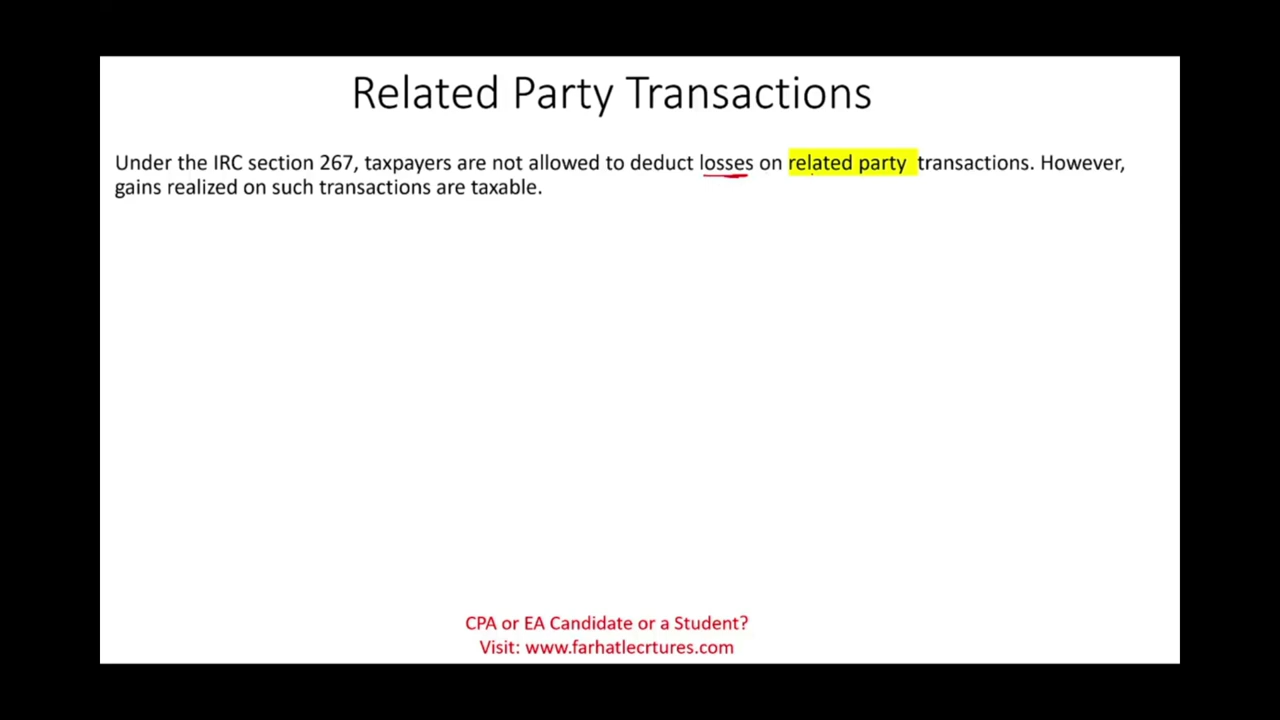 Related Party Transactions
Under the IRC section 267, taxpayers are not allowed to deduct losses on related party transactions. However,
gains realized on such transactions are taxable.
CPA or EA Candidate or a Student?
Visit: www.farhatlecrtures.com